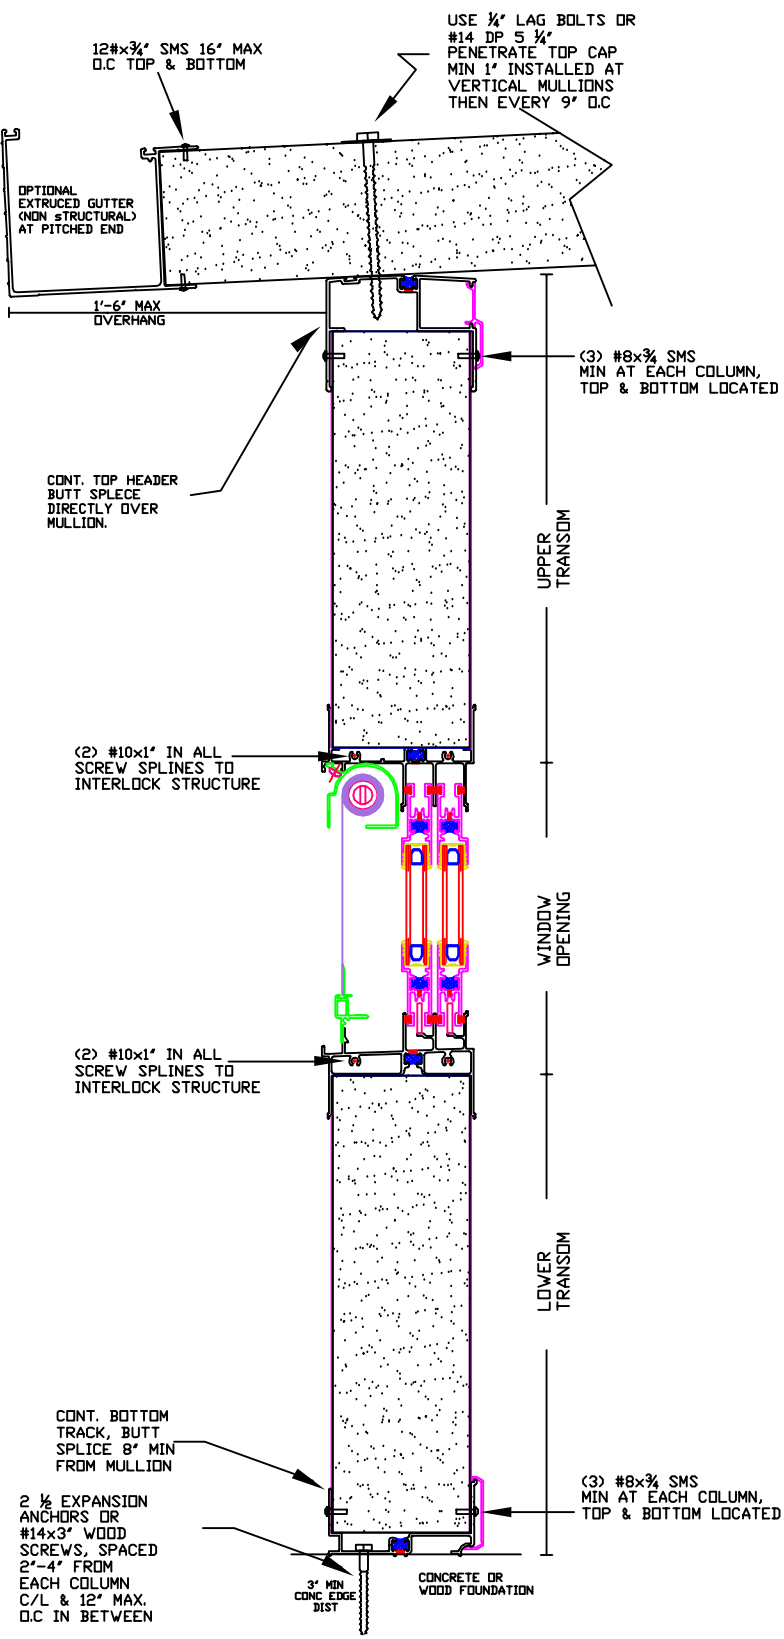 USE ¼" LAG BOLTS OR
#14 DP 5 ¼"
PENETRATE TOP CAP
MIN 1" INSTALLED AT
VERTICAL MULLIONS
THEN EVERY 9" O.C
12#x¾" SMS 16" MAX
O.C TOP & BOTTOM
OPTIONAL
EXTRUCED GUTTER
(NON sTRUCTURAL)
AT PITCHED END
1'-6" MAX
OVERHANG
(3) #8x¾ SMS
MIN AT EACH COLUMN,
TOP & BOTTOM LOCATED
CONT. TOP HEADER
BUTT SPLECE
DIRECTLY OVER
MULLION.
UPPER
TRANSOM
(2) #10x1" IN ALL
SCREW SPLINES TO
INTERLOCK STRUCTURE
WINDOW
OPENING
(2) #10x1" IN ALL
SCREW SPLINES TO
INTERLOCK STRUCTURE
LOWER
TRANSOM
CONT. BOTTOM
TRACK, BUTT
SPLICE 8" MIN
FROM MULLION
(3) #8x¾ SMS
MIN AT EACH COLUMN,
TOP & BOTTOM LOCATED
2 ½ EXPANSION
ANCHORS OR
#14x3" WOOD
SCREWS, SPACED
2"-4" FROM
EACH COLUMN
C/L & 12" MAX.
O.C IN BETWEEN
3" MIN
CONC EDGE
DIST
CONCRETE OR
WOOD FOUNDATION